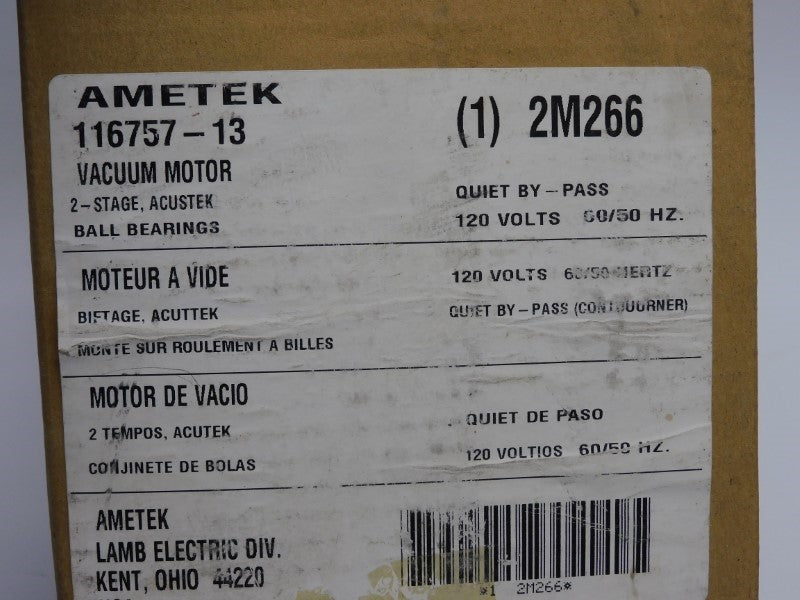 AMETEK
116757-13
(1) 2M266
VACUUM MOTOR
2-STAGE, ACUSTEK
QUIET BY-PASS
BALL BEARINGS
120 VOLTS 60/50 HZ.
MOTEUR A VIDE
120 VOLTS 60/50 HERTZ
BIETAGE, ACUTTEK
QUIET BY-PASS
MONTE SUR ROULEMENT A BILLES
MOTOR DE VACIO
2 TEMPOS, ACUTEK
QUIET DE PASO
CONJINETE DE BOLAS
120 VOLTIOS 60/50 HZ.
AMETEK
LAMB ELECTRIC DIV.
KENT, OHIO 44220
*1 2M266*